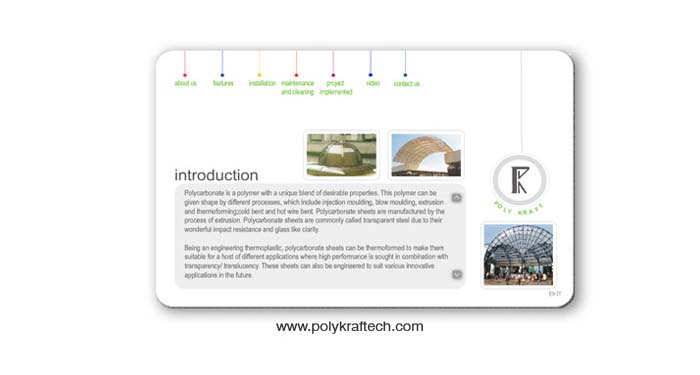 about us
features
installation
maintenance
and cleaning
project
implemented
video
contact us
introduction
Polycarbonate is a polymer with a unique blend of desirable properties. This polymer can be
given shape by different processes, which include injection moulding, blow moulding, extrusion
and thermoforming;cold bent and hot wire bent. Polycarbonate sheets are manufactured by the
process of extrusion. Polycarbonate sheets are commonly called transparent steel due to their
wonderful impact resistance and glass like clarity.
Being an engineering thermoplastic, polycarbonate sheets can be thermoformed to make them
suitable for a host of different applications where high performance is sought in combination with
transparency/ translucency. These sheets can also be engineered to suit various innovative
applications in the future.
POLY KRAFT
EXIT
www.polykraftech.com